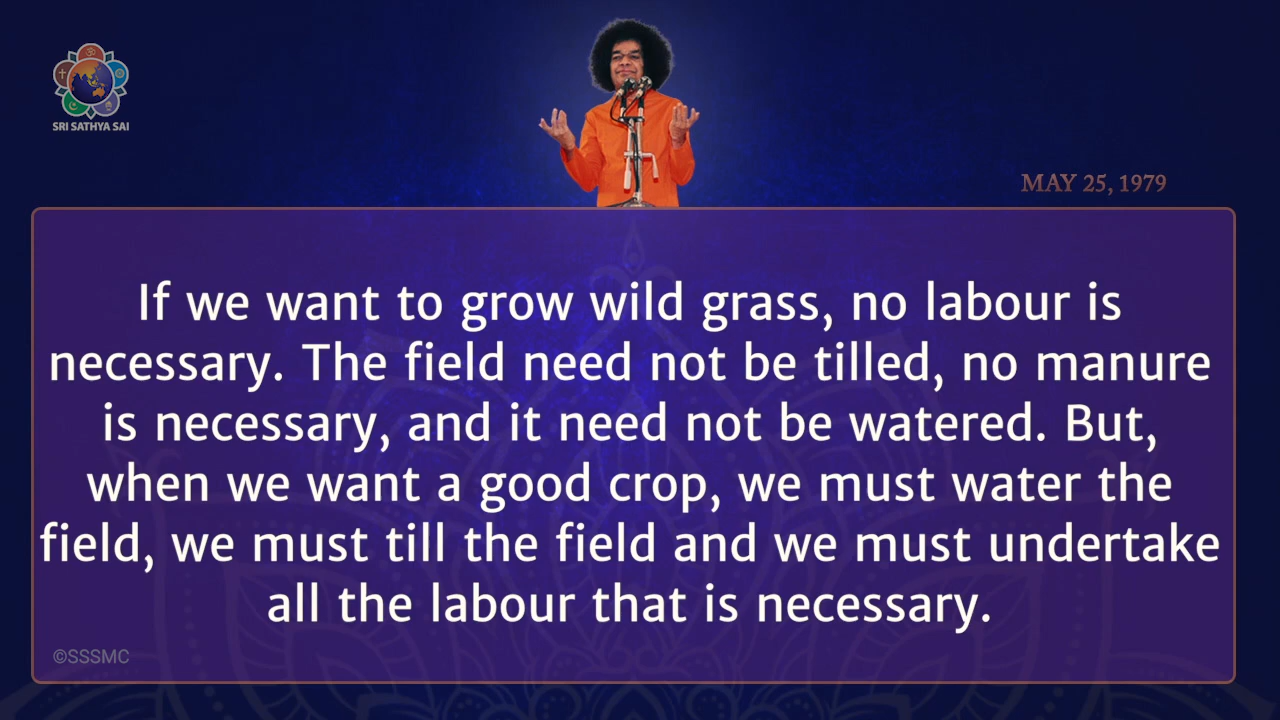 SRI SATHYA SAI
MAY 25, 1979
If we want to grow wild grass, no labour is
necessary. The field need not be tilled, no manure
is necessary, and it need not be watered. But,
when we want a good crop, we must water the
field, we must till the field and we must undertake
all the labour that is necessary.
©SSSMC